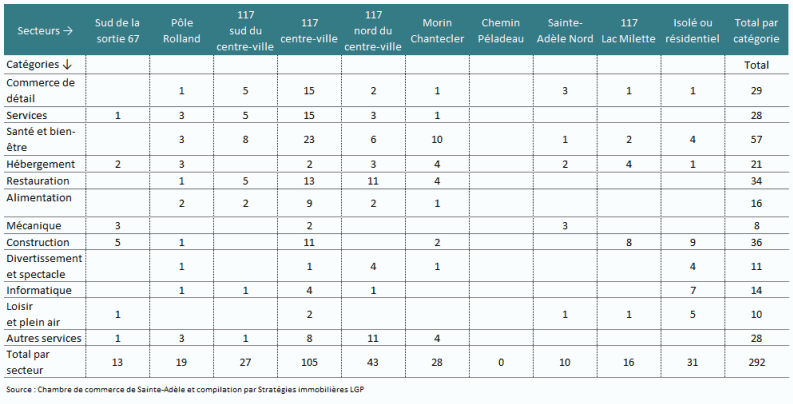 Secteurs → Sud de la sortie 67 Pôle Rolland 117 sud du centre-ville 117 centre-ville 117 nord du centre-ville Morin Chantecler Chemin Péladeau Sainte-Adèle Nord 117 Lac Milette Isolé ou résidentiel Total par catégorie
Catégories ↓ Total
Commerce de détail 1 5 15 2 1 3 1 1 29
Services 1 3 5 15 3 1 28
Santé et bien-être 3 8 23 6 10 1 2 4 57
Hébergement 2 3 2 3 4 2 4 1 21
Restauration 1 5 13 11 4 34
Alimentation 2 2 9 2 1 16
Mécanique 3 2 3 8
Construction 5 1 11 2 8 9 36
Divertissement et spectacle 1 1 4 1 4 11
Informatique 1 1 4 1 7 14
Loisir et plein air 1 2 1 1 5 10
Autres services 1 3 1 8 11 4 28
Total par secteur 13 19 27 105 43 28 0 10 16 31 292
Source : Chambre de commerce de Sainte-Adèle et compilation par Stratégies immobilières LGP